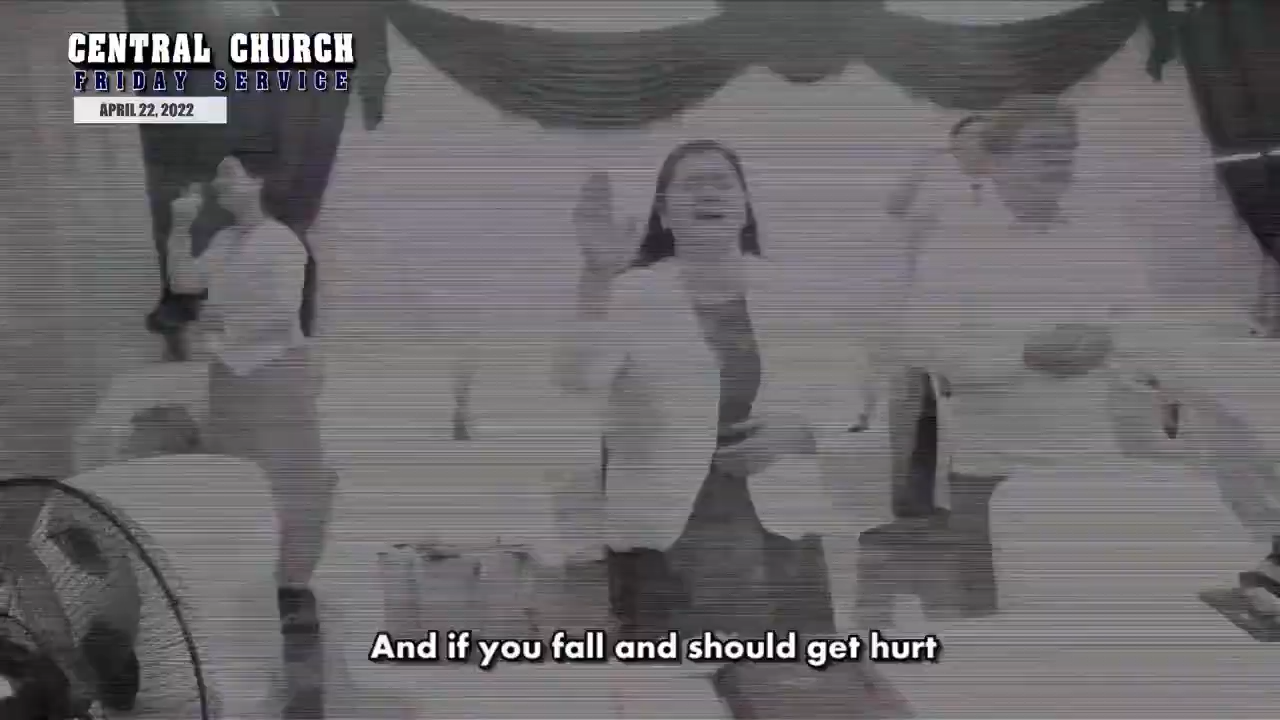 CENTRAL CHURCH
FRIDAY SERVICE
APRIL 22, 2022
And if you fall and should get hurt